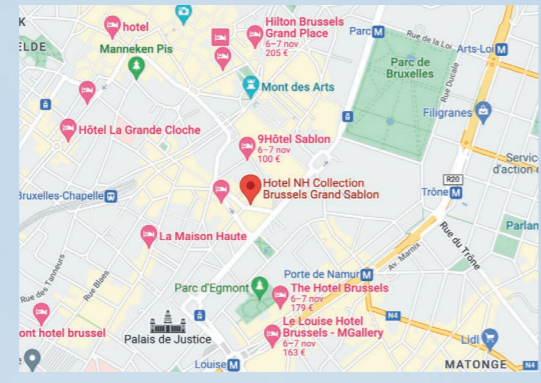 K
hotel
Hilton Brussels
Grand Place
6–7 nov
205 €
Parc M
Rue de la Loi
Arts-Loi M
ELDE
Manneken Pis
Parc de
Bruxelles
Rue Ducale
Mont des Arts
Filigranes
Hôtel La Grande Cloche
9Hôtel Sablon
6–7 nov
100 €
Servic
d'action
R20
Bruxelles-Chapelle
Hotel NH Collection
Brussels Grand Sablon
Trône M
Parlan
La Maison Haute
Rue du Trône
Av. Marnix
Porte de Namur M
Rue des Tanneurs
Rue Blaes
Parc d'Egmont
The Hotel Brussels
6–7 nov
179 €
N4
ont hotel brussel
Palais de Justice
Le Louise Hotel
Brussels - MGallery
6–7 nov
163 €
Lidl
N4
Louise M
MATONGE